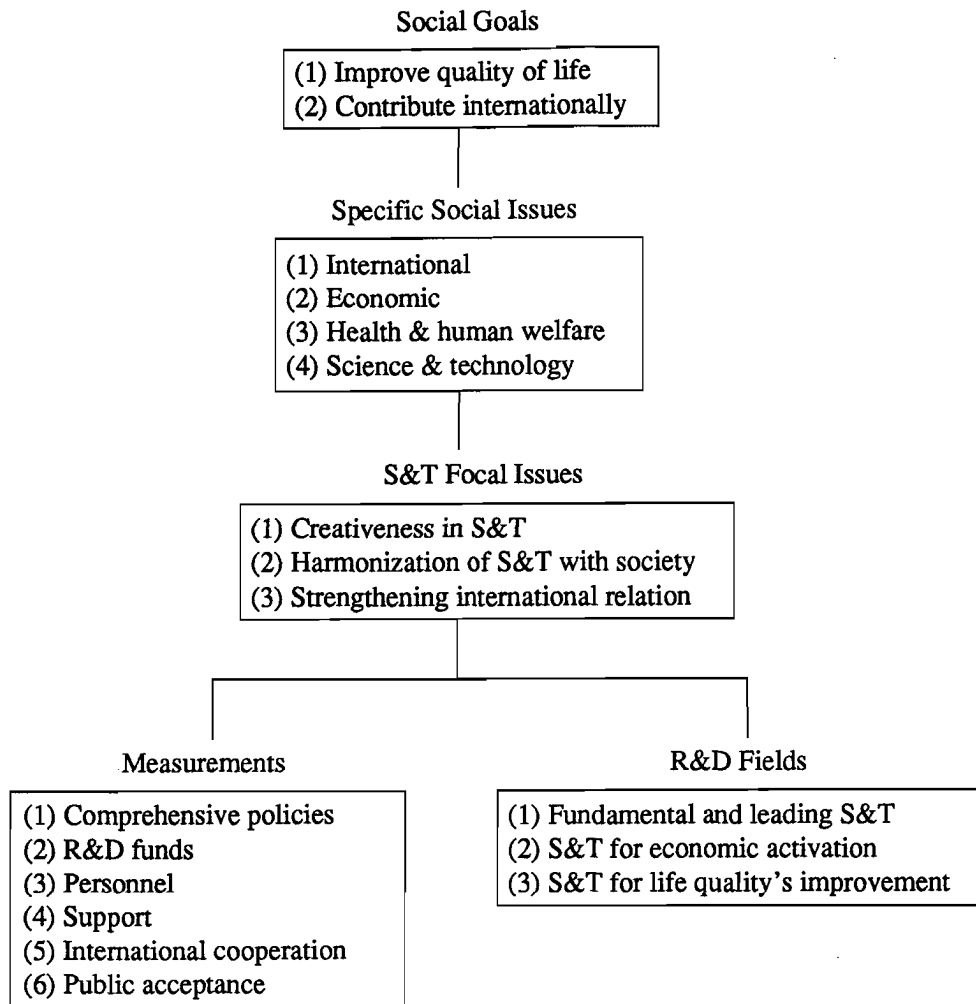 Social Goals
(1) Improve quality of life
(2) Contribute internationally
Specific Social Issues
(1) International
(2) Economic
(3) Health & human welfare
(4) Science & technology
S&T Focal Issues
(1) Creativeness in S&T
(2) Harmonization of S&T with society
(3) Strengthening international relation
Measurements
(1) Comprehensive policies
(2) R&D funds
(3) Personnel
(4) Support
(5) International cooperation
(6) Public acceptance
R&D Fields
(1) Fundamental and leading S&T
(2) S&T for economic activation
(3) S&T for life quality's improvement